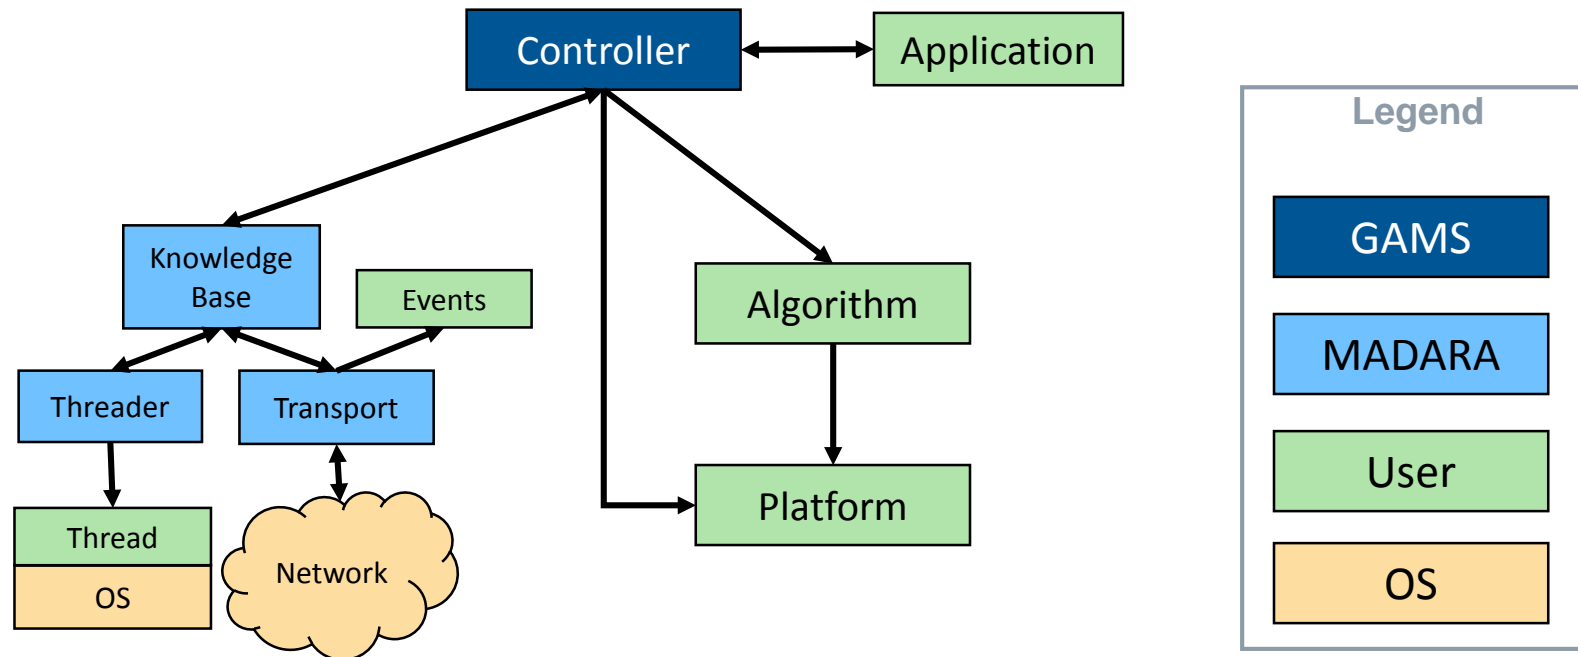 Controller
Application
Legend
Knowledge
Base
Events
Algorithm
Threader
Transport
Thread
OS
Network
Platform
GAMS
MADARA
User
OS